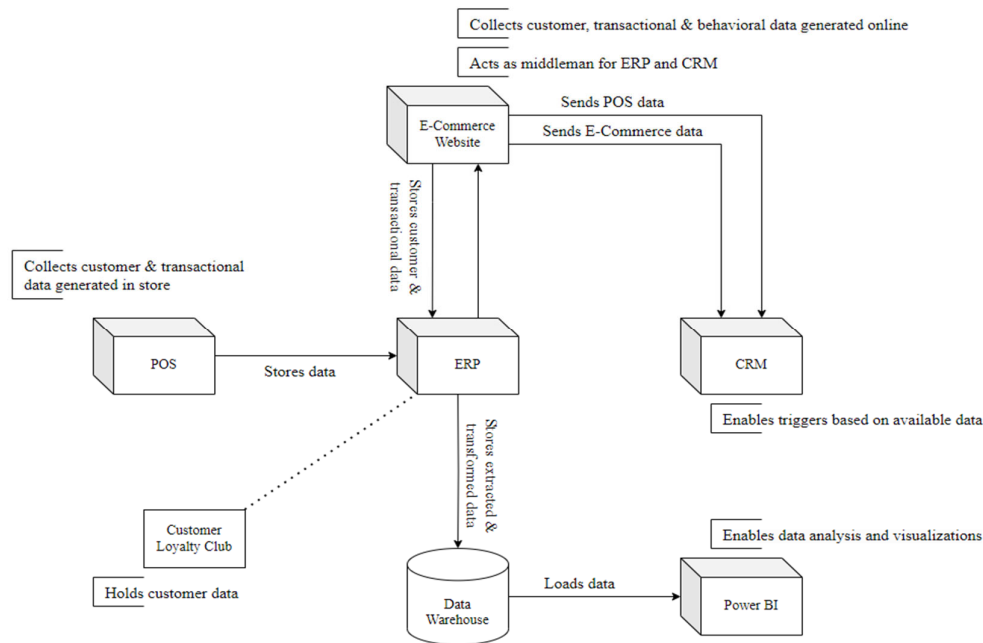 Collects customer, transactional & behavioral data generated online
Acts as middleman for ERP and CRM
E-Commerce
Website
Sends POS data
Sends E-Commerce data
Stores customer &
transactional data
Collects customer & transactional
data generated in store
POS
Stores data
ERP
CRM
Enables triggers based on available data
Stores extracted &
transformed data
Customer
Loyalty Club
Holds customer data
Data
Warehouse
Loads data
Enables data analysis and visualizations
Power BI